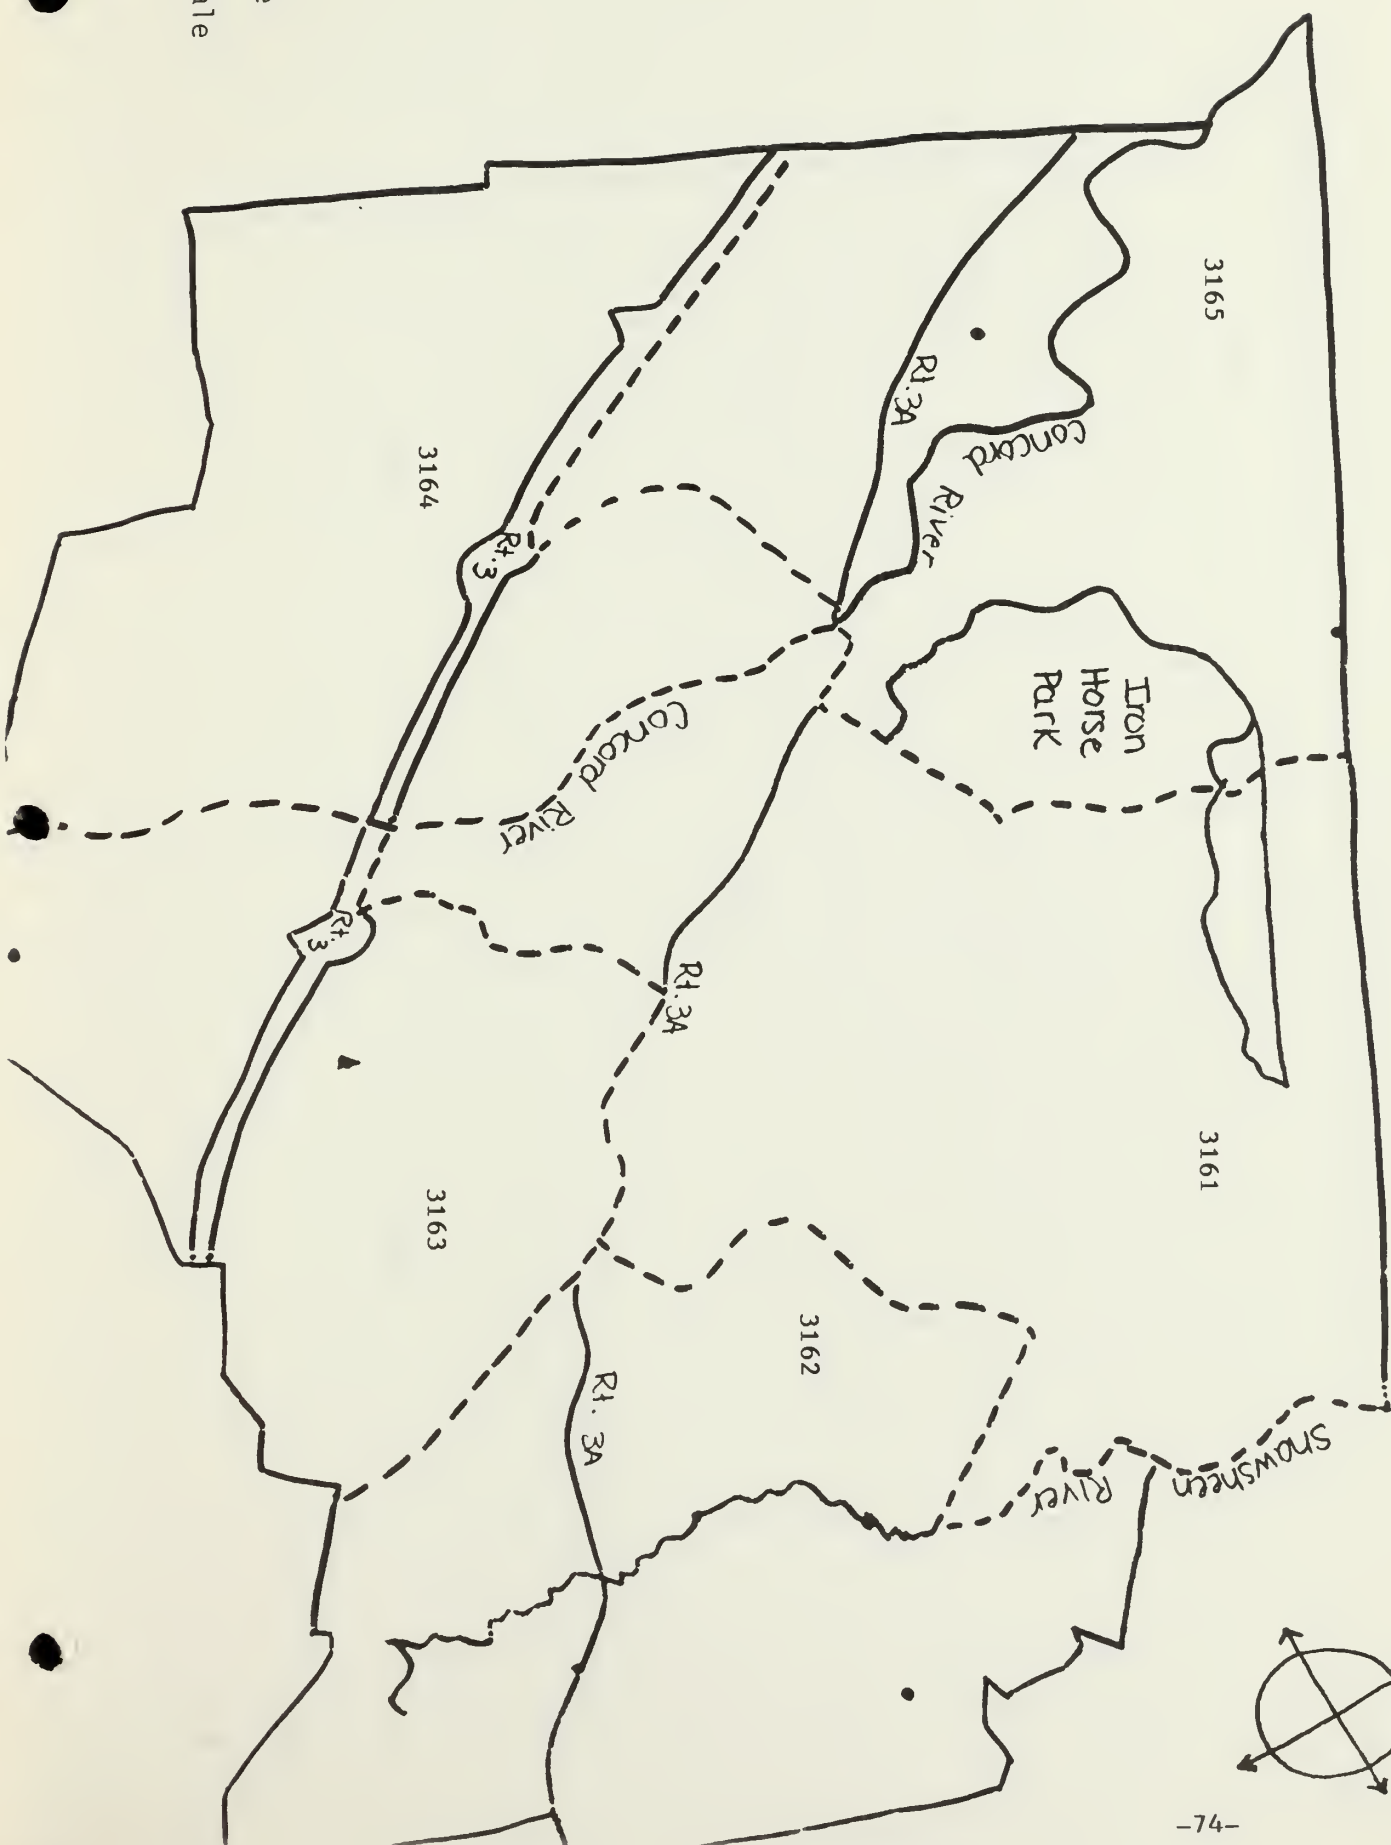 ale
3165
Rt. 3A
Concord
River
3164
Rt. 3
Iron
Horse
Park
Concord
River
Rt. 3
Rt. 3A
3161
3163
3162
Rt. 3A
Shawsheen
River
-74-